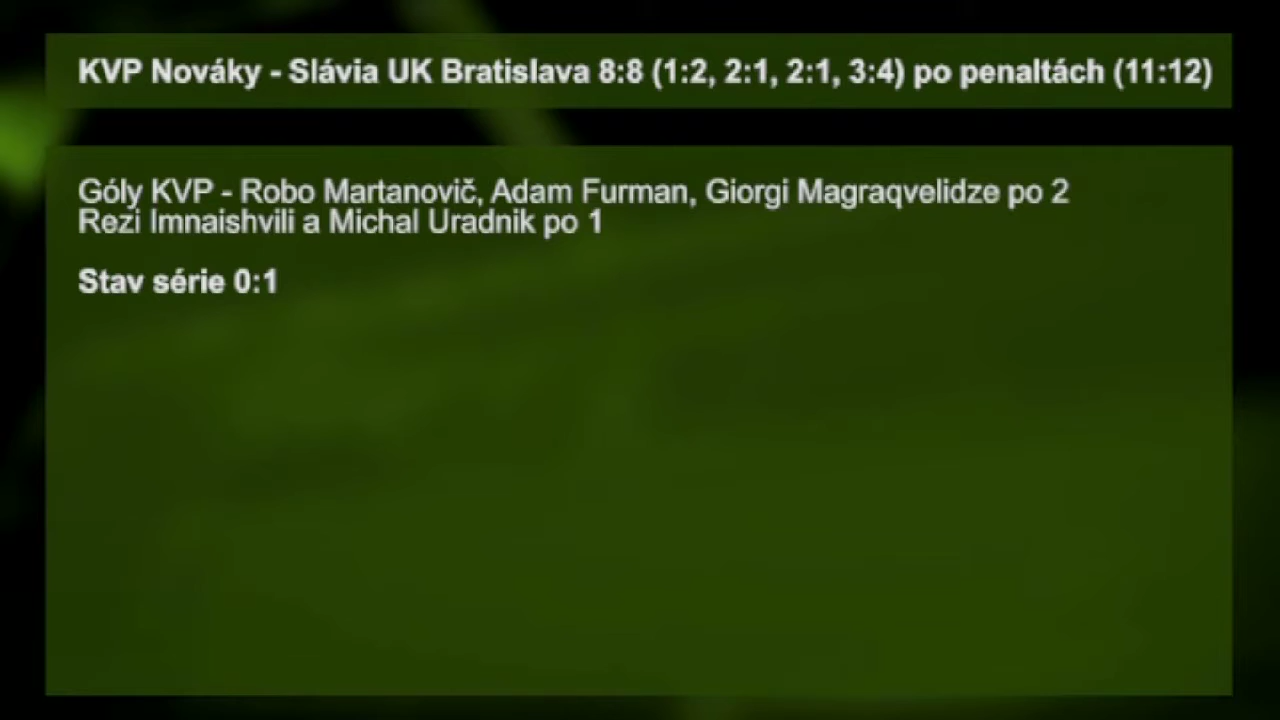 KVP Nováky - Slávia UK Bratislava 8:8 (1:2, 2:1, 2:1, 3:4) po penaltách (11:12)
Góly KVP - Robo Martanovič, Adam Furman, Giorgi Magraqvelidze po 2
Rezi Imnaishvili a Michal Uradnik po 1
Stav série 0:1